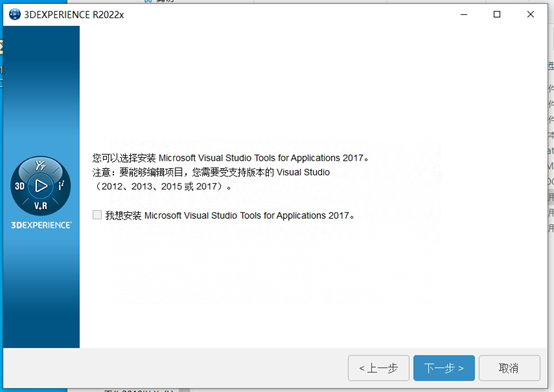 3DEXPERIENCE R2022x
您可以选择安装 Microsoft Visual Studio Tools for Applications 2017。
注意：要能够编辑项目，您需要受支持版本的 Visual Studio
（2012、2013、2015 或 2017）。
我想安装 Microsoft Visual Studio Tools for Applications 2017。
3D
V.R
3DEXPERIENCE
< 上一步
下一步 >
取消